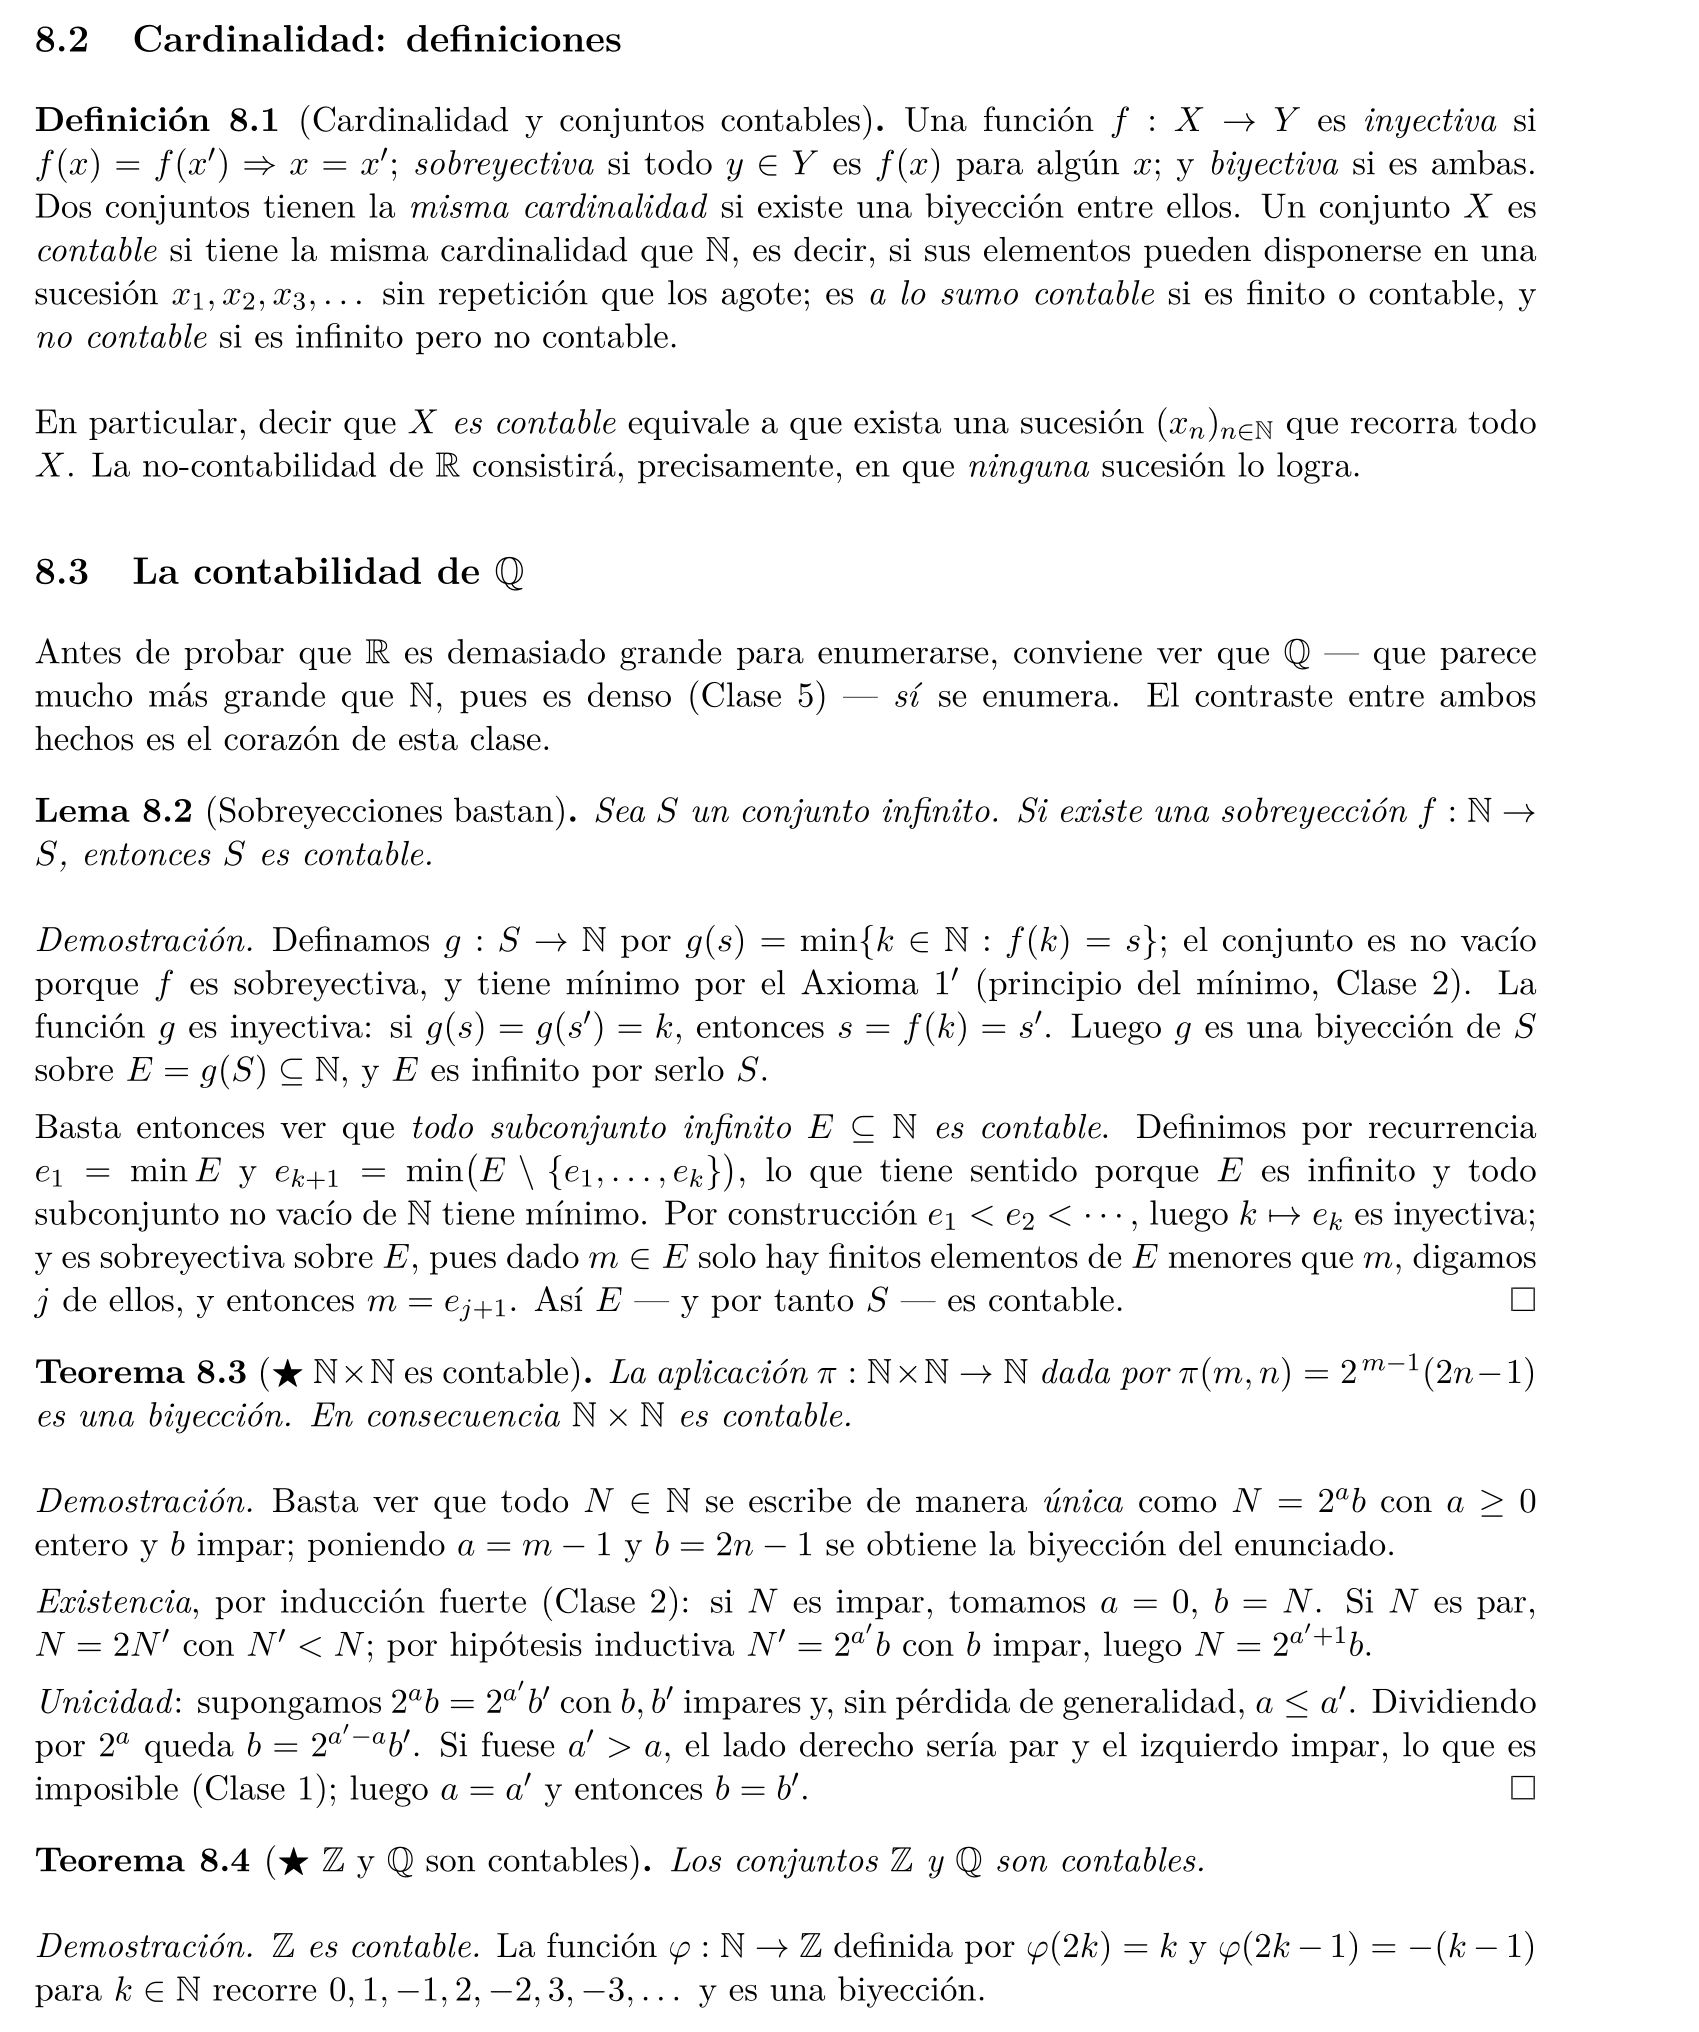 8.2 Cardinalidad: definiciones
Definición 8.1 (Cardinalidad y conjuntos contables). Una función f : X → Y es inyectiva si
f(x) = f(x′) ⇒ x = x′; sobreyectiva si todo y ∈ Y es f(x) para algún x; y biyectiva si es ambas.
Dos conjuntos tienen la misma cardinalidad si existe una biyección entre ellos. Un conjunto X es
contable si tiene la misma cardinalidad que ℕ, es decir, si sus elementos pueden disponerse en una
sucesión x₁, x₂, x₃, . . . sin repetición que los agote; es a lo sumo contable si es finito o contable, y
no contable si es infinito pero no contable.
En particular, decir que X es contable equivale a que exista una sucesión (xₙ)ₙ∈ℕ que recorra todo
X. La no-contabilidad de ℝ consistirá, precisamente, en que ninguna sucesión lo logra.
8.3 La contabilidad de ℚ
Antes de probar que ℝ es demasiado grande para enumerarse, conviene ver que ℚ — que parece
mucho más grande que ℕ, pues es denso (Clase 5) — sí se enumera. El contraste entre ambos
hechos es el corazón de esta clase.
Lema 8.2 (Sobreyecciones bastan). Sea S un conjunto infinito. Si existe una sobreyección f : ℕ →
S, entonces S es contable.
Demostración. Definamos g : S → ℕ por g(s) = min{k ∈ ℕ : f(k) = s}; el conjunto es no vacío
porque f es sobreyectiva, y tiene mínimo por el Axioma 1′ (principio del mínimo, Clase 2). La
función g es inyectiva: si g(s) = g(s′) = k, entonces s = f(k) = s′. Luego g es una biyección de S
sobre E = g(S) ⊆ ℕ, y E es infinito por serlo S.
Basta entonces ver que todo subconjunto infinito E ⊆ ℕ es contable. Definimos por recurrencia
e₁ = min E y eₖ₊₁ = min(E \ {e₁, . . . , eₖ}), lo que tiene sentido porque E es infinito y todo
subconjunto no vacío de ℕ tiene mínimo. Por construcción e₁ < e₂ < · · · , luego k ↦ eₖ es inyectiva;
y es sobreyectiva sobre E, pues dado m ∈ E solo hay finitos elementos de E menores que m, digamos
j de ellos, y entonces m = eⱼ₊₁. Así E — y por tanto S — es contable. □
Teorema 8.3 (★ ℕ×ℕ es contable). La aplicación π : ℕ×ℕ → ℕ dada por π(m, n) = 2ᵐ⁻¹(2n−1)
es una biyección. En consecuencia ℕ × ℕ es contable.
Demostración. Basta ver que todo N ∈ ℕ se escribe de manera única como N = 2ᵃb con a ≥ 0
entero y b impar; poniendo a = m − 1 y b = 2n − 1 se obtiene la biyección del enunciado.
Existencia, por inducción fuerte (Clase 2): si N es impar, tomamos a = 0, b = N. Si N es par,
N = 2N′ con N′ < N; por hipótesis inductiva N′ = 2ᵃ′b con b impar, luego N = 2ᵃ′⁺¹b.
Unicidad: supongamos 2ᵃb = 2ᵃ′b′ con b, b′ impares y, sin pérdida de generalidad, a ≤ a′. Dividiendo
por 2ᵃ queda b = 2ᵃ′⁻ᵃb′. Si fuese a′ > a, el lado derecho sería par y el izquierdo impar, lo que es
imposible (Clase 1); luego a = a′ y entonces b = b′. □
Teorema 8.4 (★ ℤ y ℚ son contables). Los conjuntos ℤ y ℚ son contables.
Demostración. ℤ es contable. La función φ : ℕ → ℤ definida por φ(2k) = k y φ(2k − 1) = −(k − 1)
para k ∈ ℕ recorre 0, 1, −1, 2, −2, 3, −3, . . . y es una biyección.